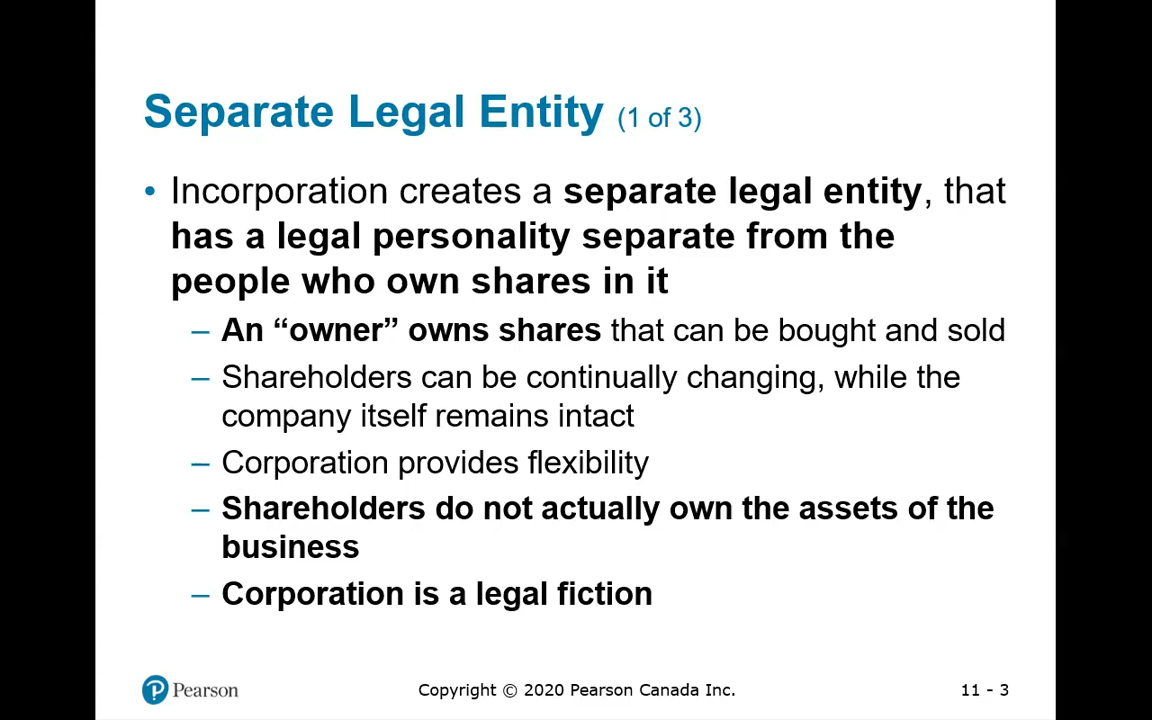 Separate Legal Entity (1 of 3)
• Incorporation creates a separate legal entity, that
has a legal personality separate from the
people who own shares in it
– An “owner” owns shares that can be bought and sold
– Shareholders can be continually changing, while the
company itself remains intact
– Corporation provides flexibility
– Shareholders do not actually own the assets of the
business
– Corporation is a legal fiction
P Pearson
Copyright © 2020 Pearson Canada Inc.
11 - 3